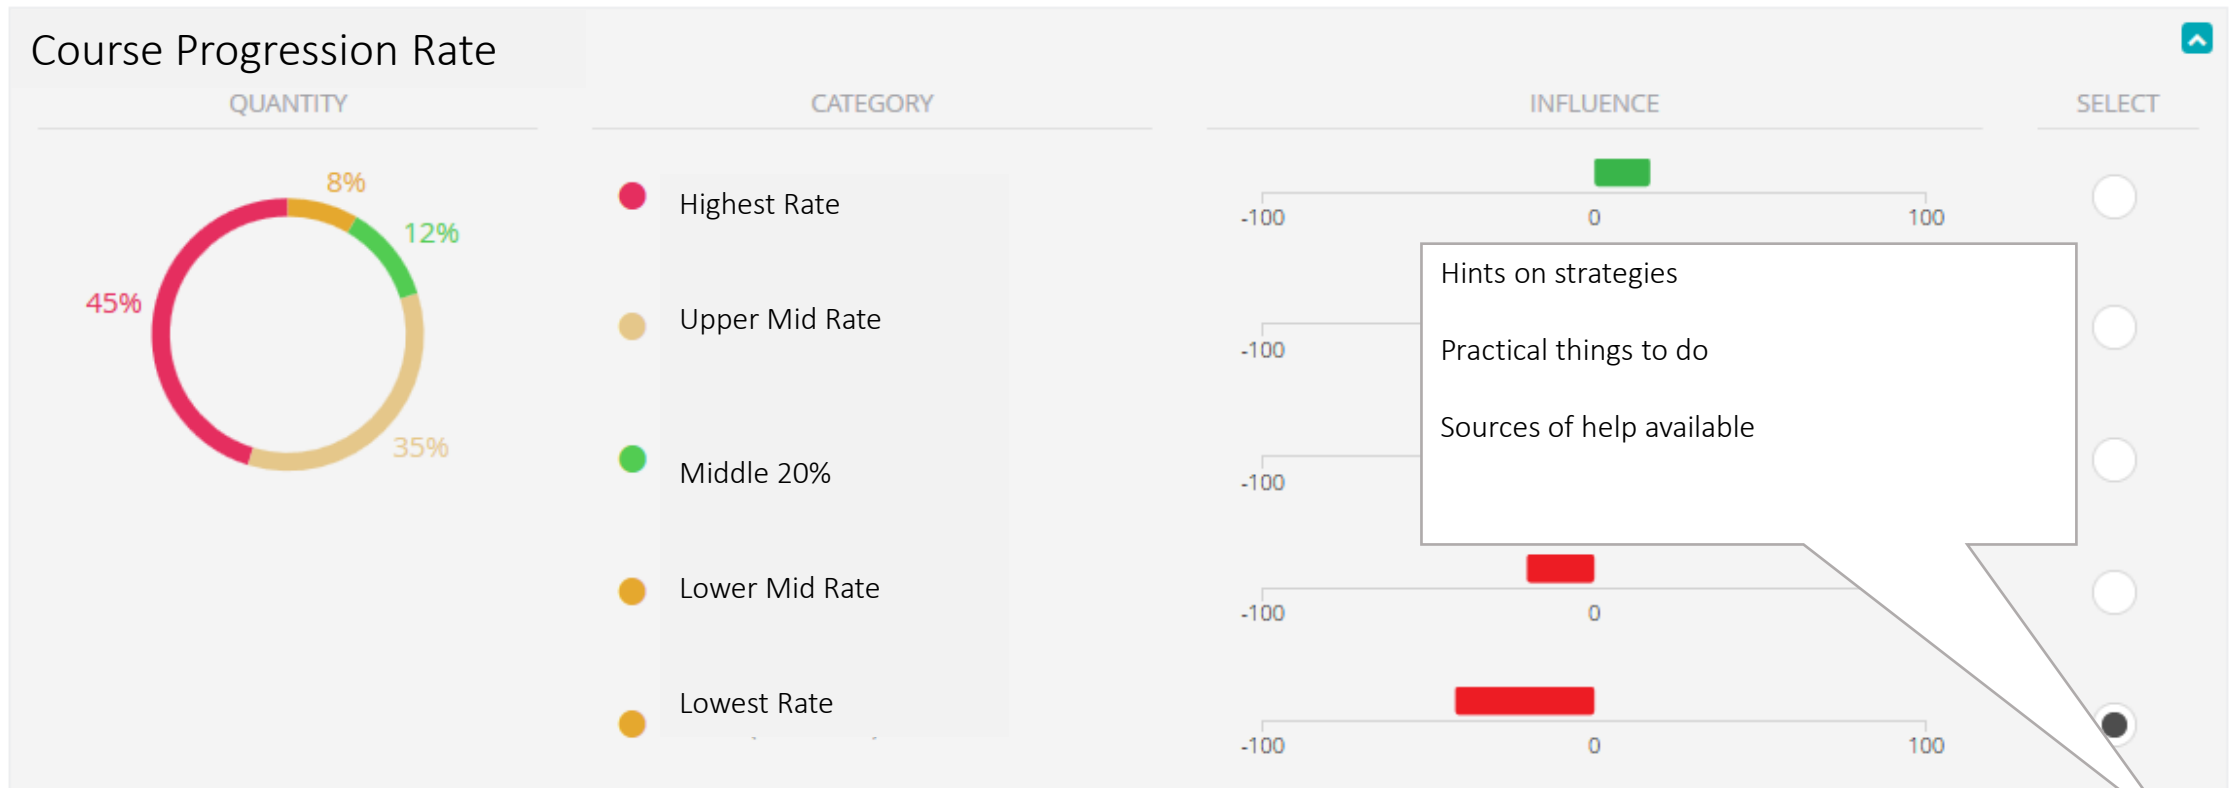 Course Progression Rate
QUANTITY
CATEGORY
INFLUENCE
SELECT
8%
12%
45%
35%
Highest Rate
-100
0
100
Upper Mid Rate
-100
Hints on strategies
Practical things to do
Sources of help available
Middle 20%
-100
Lower Mid Rate
-100
0
Lowest Rate
-100
0
100